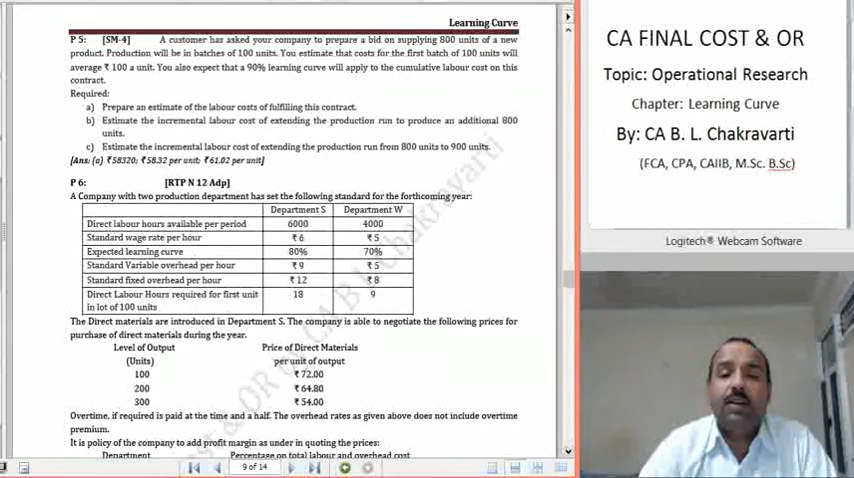 Learning Curve
P 5: [SM-4] A customer has asked your company to prepare a bid on supplying 800 units of a new
product. Production will be in batches of 100 units. You estimate that costs for the first batch of 100 units will
average ₹ 100 a unit. You also expect that a 90% learning curve will apply to the cumulative labour cost on this
contract.
Required:
a) Prepare an estimate of the labour costs of fulfilling this contract.
b) Estimate the incremental labour cost of extending the production run to produce an additional 800
units.
c) Estimate the incremental labour cost of extending the production run from 800 units to 900 units.
[Ans: (a) ₹58320; ₹58.32 per unit; ₹61.02 per unit]
P 6: [RTP N 12 Adp]
A Company with two production department has set the following standard for the forthcoming year:
Department S Department W
Direct labour hours available per period 6000 4000
Standard wage rate per hour ₹ 6 ₹ 5
Expected learning curve 80% 70%
Standard Variable overhead per hour ₹ 9 ₹ 5
Standard fixed overhead per hour ₹ 12 ₹ 8
Direct Labour Hours required for first unit 18 9
in lot of 100 units
The Direct materials are introduced in Department S. The company is able to negotiate the following prices for
purchase of direct materials during the year.
Level of Output Price of Direct Materials
(Units) per unit of output
100 ₹ 72.00
200 ₹ 64.80
300 ₹ 54.00
Overtime, if required is paid at the time and a half. The overhead rates as given above does not include overtime
premium.
It is policy of the company to add profit margin as under in quoting the prices:
Department Percentage on total labour and overhead cost
9 of 14
CA FINAL COST & OR
Topic: Operational Research
Chapter: Learning Curve
By: CA B. L. Chakravarti
(FCA, CPA, CAIIB, M.Sc. B.Sc)
Logitech® Webcam Software